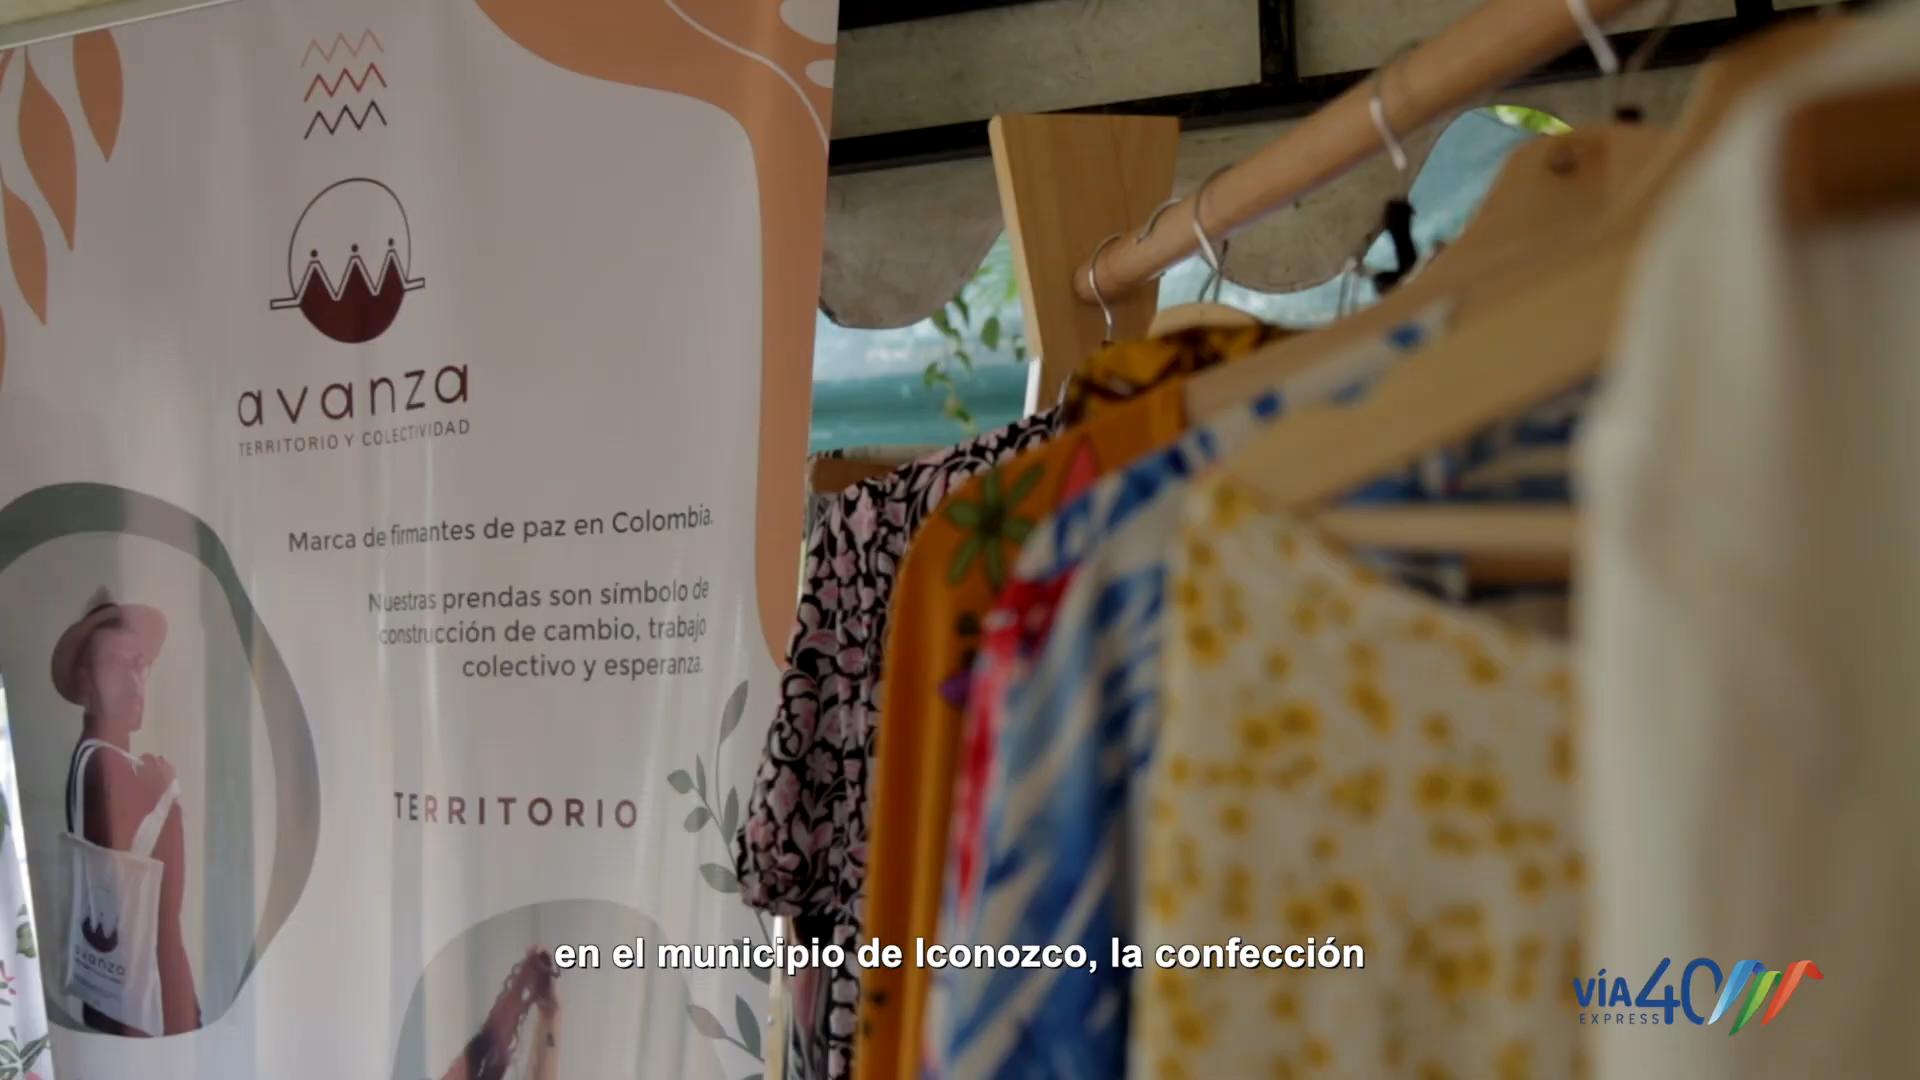 avanza
TERRITORIO Y COLECTIVIDAD
Marca de firmantes de paz en Colombia.
Nuestras prendas son símbolo de
construcción de cambio, trabajo
colectivo y esperanza.
TERRITORIO
avanza
en el municipio de Iconozco, la confección
VÍA40
EXPRESS